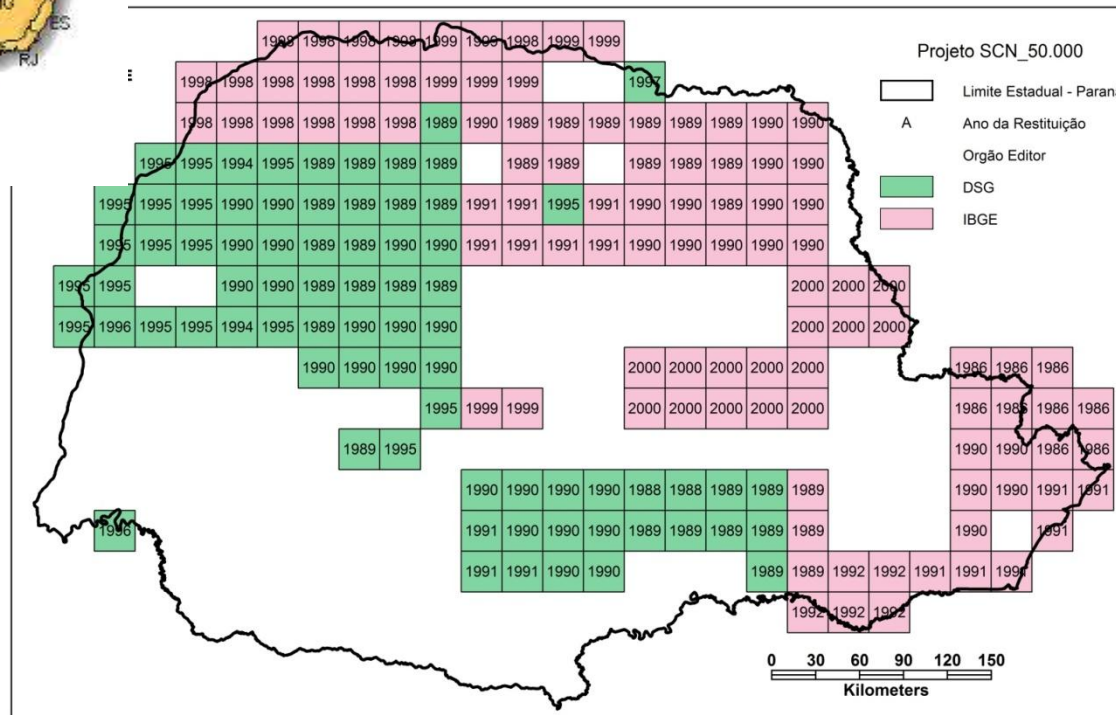 ES
RJ
Projeto SCN_50.000
Limite Estadual - Paran
A Ano da Restituição
Orgão Editor
DSG
IBGE
1998 1998 1998 1998 1999 1999 1998 1999 1999
1998 1998 1998 1998 1998 1999 1999 1998 1999 1997
1998 1998 1998 1998 1998 1998 1989 1990 1989 1989 1989 1989 1989 1989 1990 1990
1996 1995 1994 1995 1989 1989 1989 1989 1989 1989 1989 1989 1989 1990 1990
1995 1995 1995 1990 1990 1989 1989 1989 1989 1991 1991 1995 1991 1990 1990 1989 1990 1990
1995 1995 1995 1990 1990 1989 1989 1990 1990 1991 1991 1991 1991 1990 1990 1990 1990 1990
1995 1995 1990 1990 1989 1989 1989 1989 2000 2000 2000
1995 1996 1995 1995 1994 1995 1989 1990 1990 1990 2000 2000 2000
1990 1990 1990 1990 2000 2000 2000 2000 2000 1986 1986 1986
1995 1999 1999 2000 2000 2000 2000 2000 1986 1986 1986 1986
1989 1995 1990 1990 1986 1986
1990 1990 1990 1990 1988 1988 1989 1989 1989 1990 1990 1991 1991
1996 1991 1990 1990 1990 1989 1989 1989 1989 1989 1990 1991
1991 1991 1990 1990 1989 1989 1992 1992 1991 1991 1991
1992 1992 1992
0 30 60 90 120 150
Kilometers